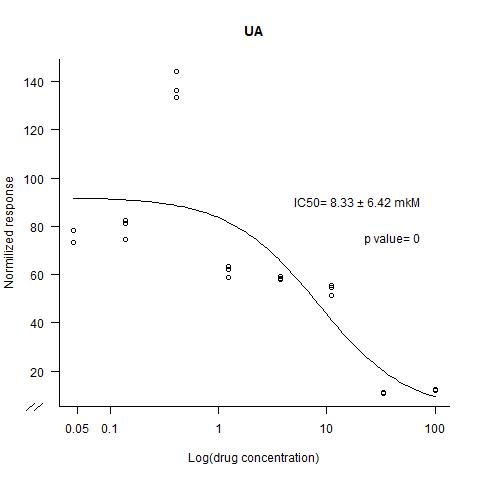 UA
Normilized response
140
120
100
80
60
40
20
IC50= 8.33 ± 6.42 mkM
p value= 0
0.05 0.1 1 10 100
Log(drug concentration)